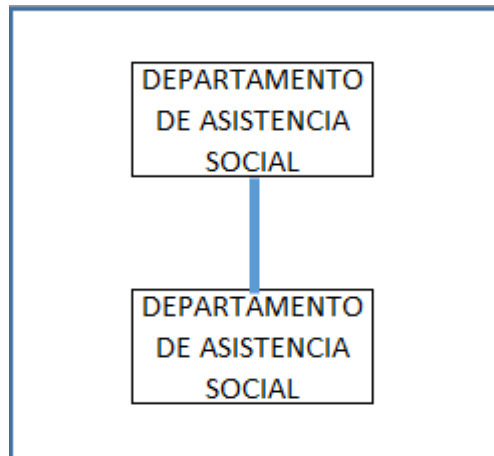 DEPARTAMENTO
DE ASISTENCIA
SOCIAL
DEPARTAMENTO
DE ASISTENCIA
SOCIAL